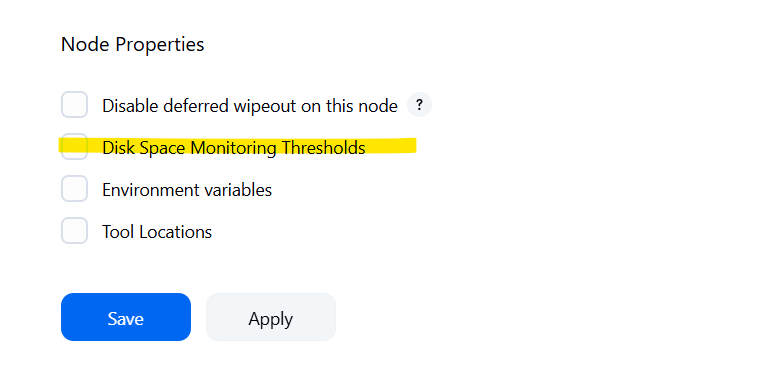 Node Properties
Disable deferred wipeout on this node ?
Disk Space Monitoring Thresholds
Environment variables
Tool Locations
Save Apply